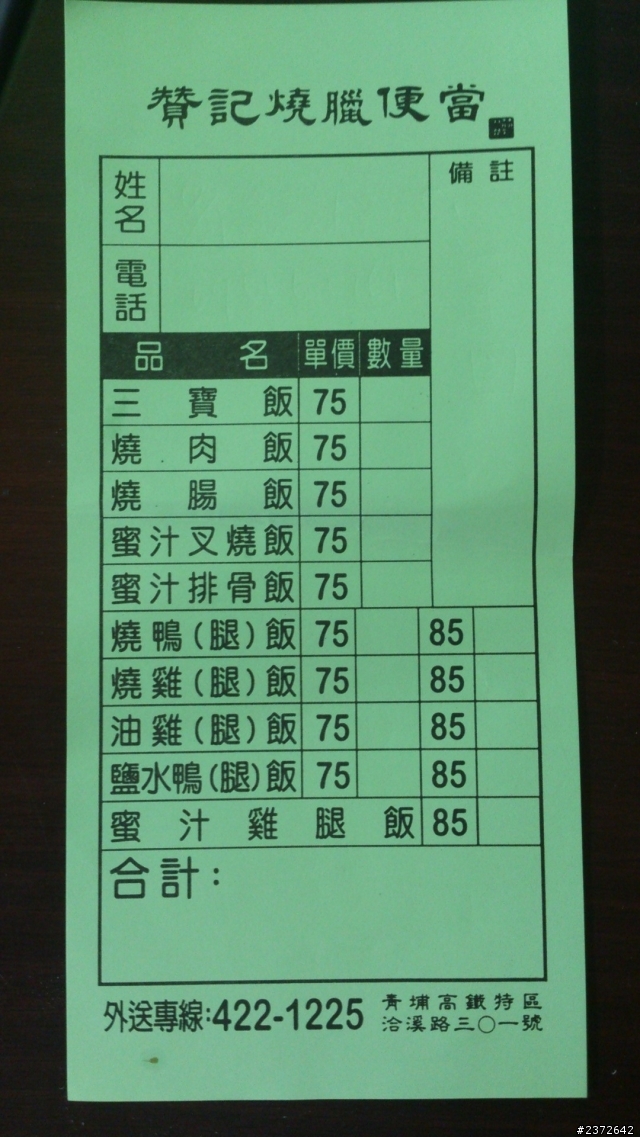 贊記燒臘便當
姓名
備註
電話
品名 單價 數量
三寶飯 75
燒肉飯 75
燒腸飯 75
蜜汁叉燒飯 75
蜜汁排骨飯 75
燒鴨(腿)飯 75 85
燒雞(腿)飯 75 85
油雞(腿)飯 75 85
鹽水鴨(腿)飯 75 85
蜜汁雞腿飯 85
合計:
外送專線:422-1225
青埔高鐵特區
洽溪路三〇一號
#2372642